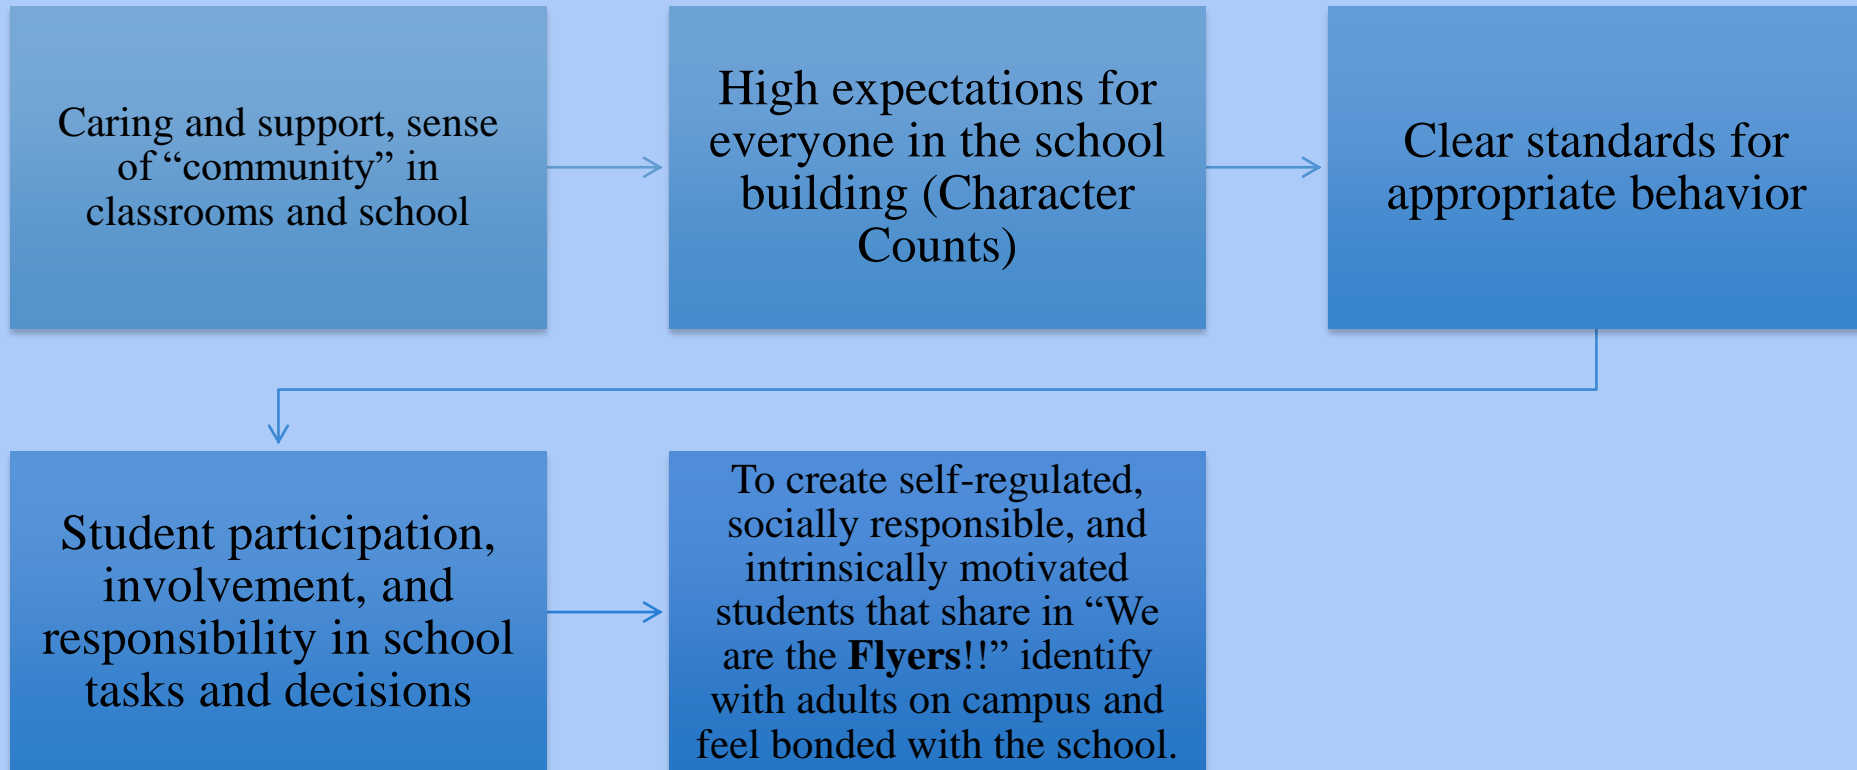 Caring and support, sense
of “community” in
classrooms and school
High expectations for
everyone in the school
building (Character
Counts)
Clear standards for
appropriate behavior
Student participation,
involvement, and
responsibility in school
tasks and decisions
To create self-regulated,
socially responsible, and
intrinsically motivated
students that share in “We
are the Flyers!!” identify
with adults on campus and
feel bonded with the school.